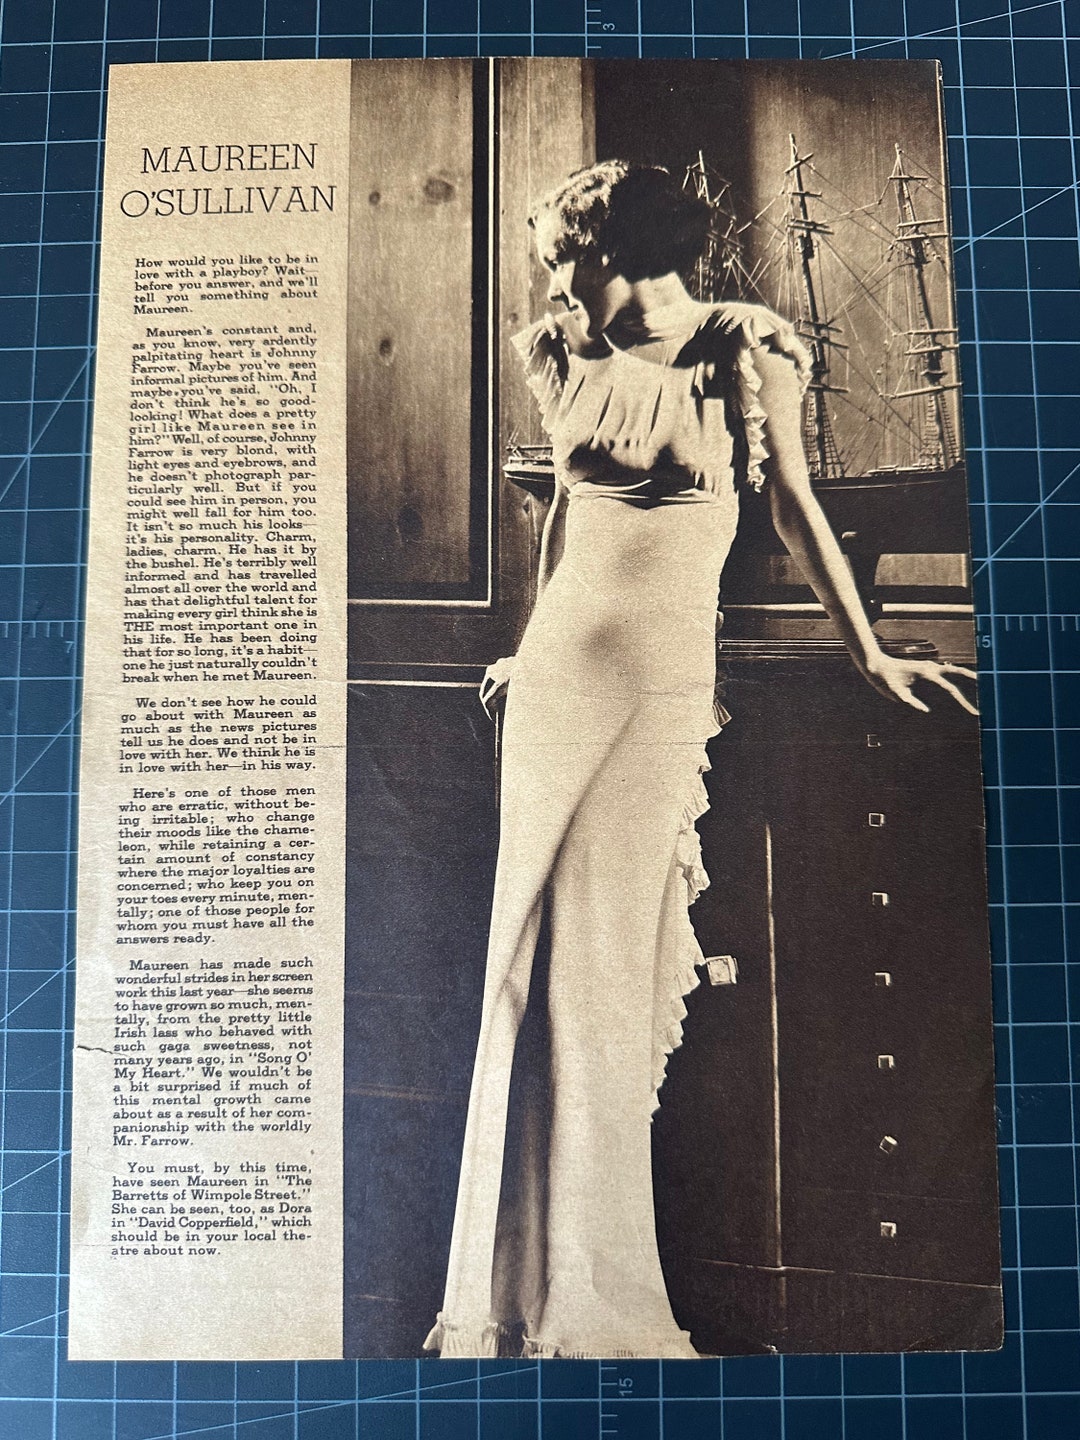 MAUREEN
O'SULLIVAN
How would you like to be in
love with a playboy? Wait—
before you answer, and we'll
tell you something about
Maureen.
Maureen's constant and,
as you know, very ardently
palpitating heart is Johnny
Farrow. Maybe you've seen
informal pictures of him. And
maybe you've said, "Oh, I
don't think he's so good-
looking! What does a pretty
girl like Maureen see in
him?" Well, of course, Johnny
Farrow is very blond, with
light eyes and eyebrows, and
he doesn't photograph par-
ticularly well. But if you
could see him in person, you
might well fall for him too.
It isn't so much his looks—
it's his personality. Charm,
ladies, charm. He has it by
the bushel. He's terribly well
informed and has travelled
almost all over the world and
has that delightful talent for
making every girl think she is
THE most important one in
his life. He has been doing
that for so long, it's a habit—
one he just naturally couldn't
break when he met Maureen.
We don't see how he could
go about with Maureen as
much as the news pictures
tell us he does and not be in
love with her. We think he is
in love with her—in his way.
Here's one of those men
who are erratic, without be-
ing irritable; who change
their moods like the chame-
leon, while retaining a cer-
tain amount of constancy
where the major loyalties are
concerned; who keep you on
your toes every minute, men-
tally; one of those people for
whom you must have all the
answers ready.
Maureen has made such
wonderful strides in her screen
work this last year—she seems
to have grown so much, men-
tally, from the pretty little
Irish lass who behaved with
such gaga sweetness, not
many years ago, in "Song O'
My Heart." We wouldn't be
a bit surprised if much of
this mental growth came
about as a result of her com-
panionship with the worldly
Mr. Farrow.
You must, by this time,
have seen Maureen in "The
Barretts of Wimpole Street."
She can be seen, too, as Dora
in "David Copperfield," which
should be in your local the-
atre about now.
3
7
15
15